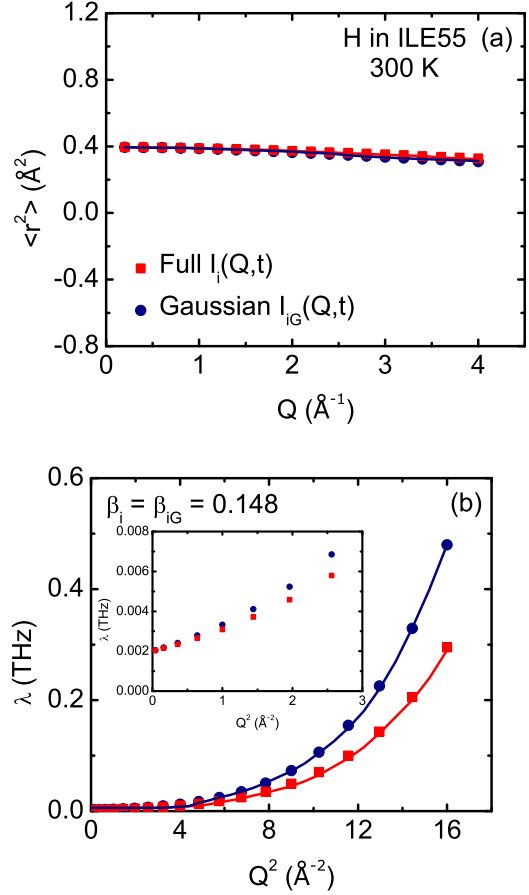 H in ILE55 (a)
300 K
1.2
0.8
0.4
0.0
-0.4
-0.8
<r²> (Å²)
Full Iᵢ(Q,t)
Gaussian I_iG(Q,t)
0 1 2 3 4
Q (Å⁻¹)
βᵢ = β_iG = 0.148 (b)
0.6
0.4
0.2
0.0
λ (THz)
0.008
0.006
0.004
0.002
0.000
λ (THz)
0 1 2 3
Q² (Å⁻²)
0 4 8 12 16
Q² (Å⁻²)